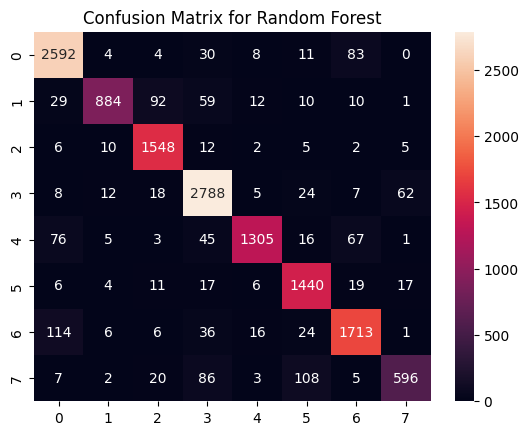 Confusion Matrix for Random Forest
0 2592 4 4 30 8 11 83 0
1 29 884 92 59 12 10 10 1
2 6 10 1548 12 2 5 2 5
3 8 12 18 2788 5 24 7 62
4 76 5 3 45 1305 16 67 1
5 6 4 11 17 6 1440 19 17
6 114 6 6 36 16 24 1713 1
7 7 2 20 86 3 108 5 596
0 1 2 3 4 5 6 7
2500
2000
1500
1000
500
0